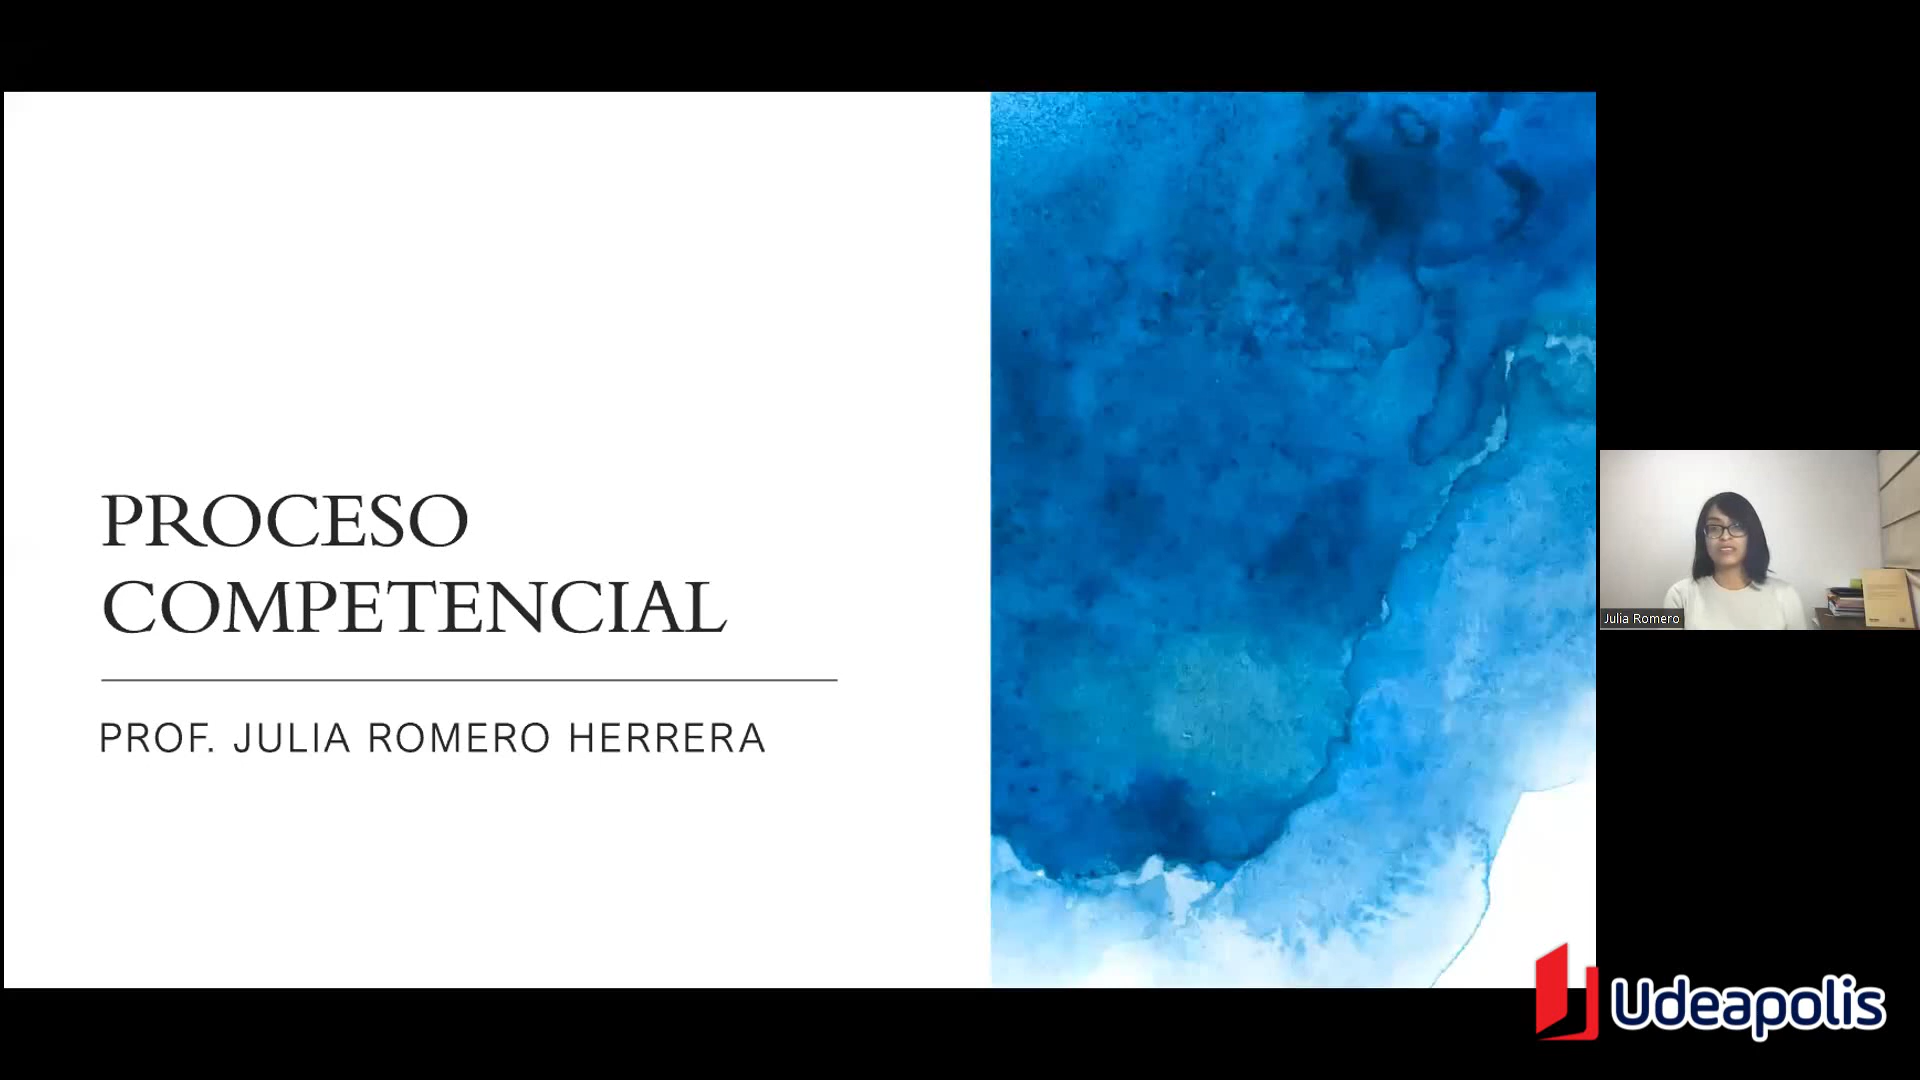 PROCESO
COMPETENCIAL
PROF. JULIA ROMERO HERRERA
Julia Romero
Udeapolis